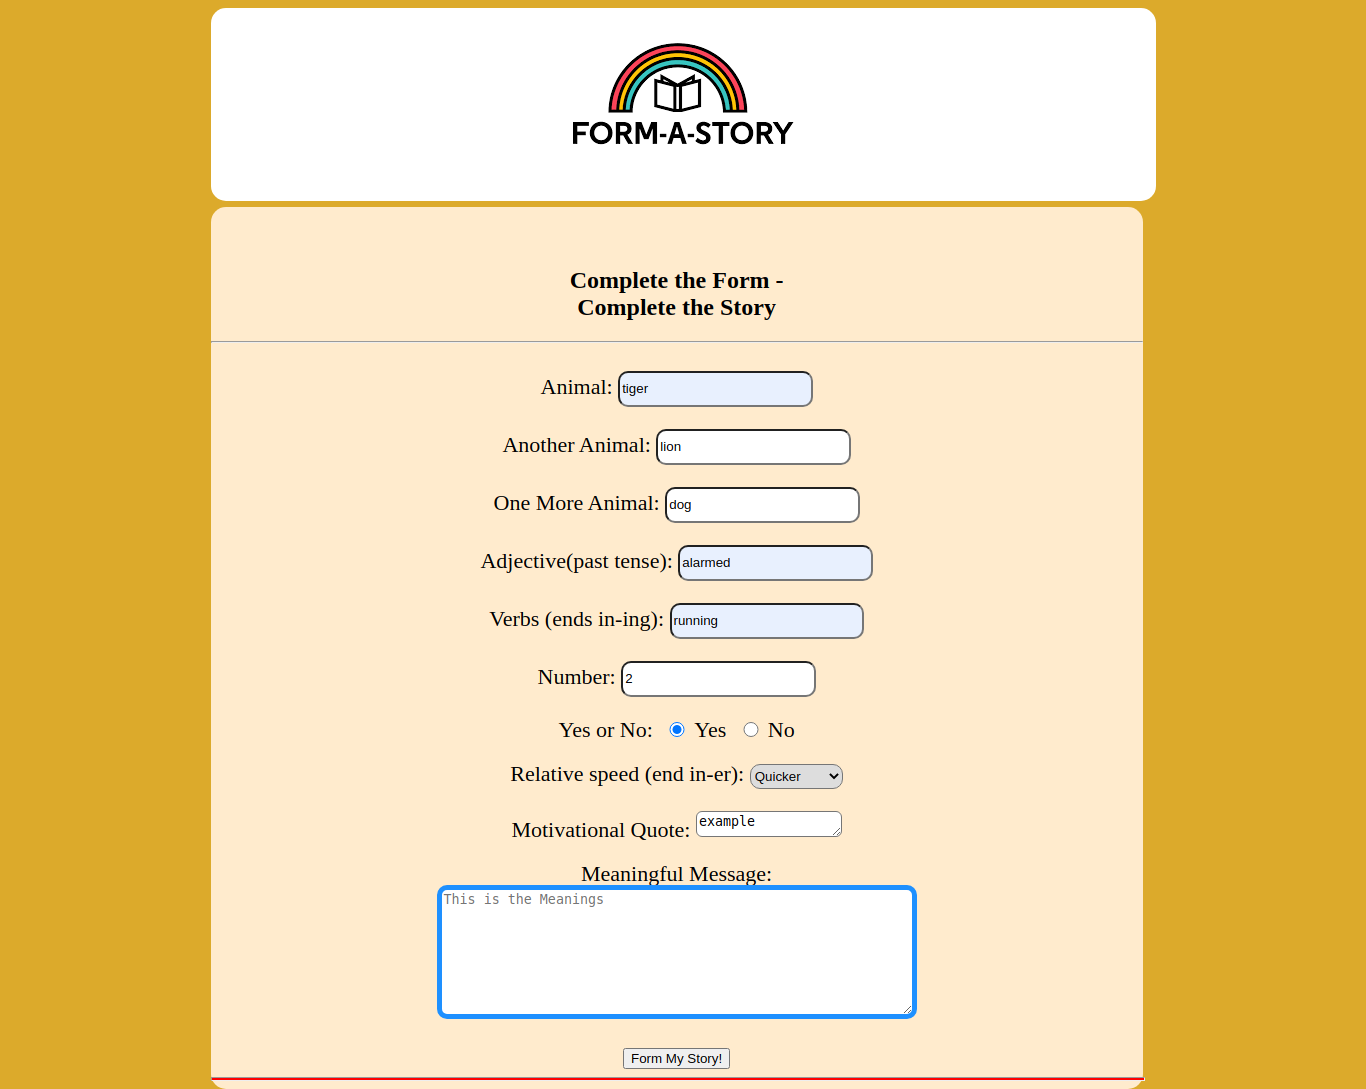 FORM-A-STORY
Complete the Form -
Complete the Story
Animal: tiger
Another Animal: lion
One More Animal: dog
Adjective(past tense): alarmed
Verbs (ends in-ing): running
Number: 2
Yes or No: Yes No
Relative speed (end in-er): Quicker
Motivational Quote: example
Meaningful Message:
This is the Meanings
Form My Story!